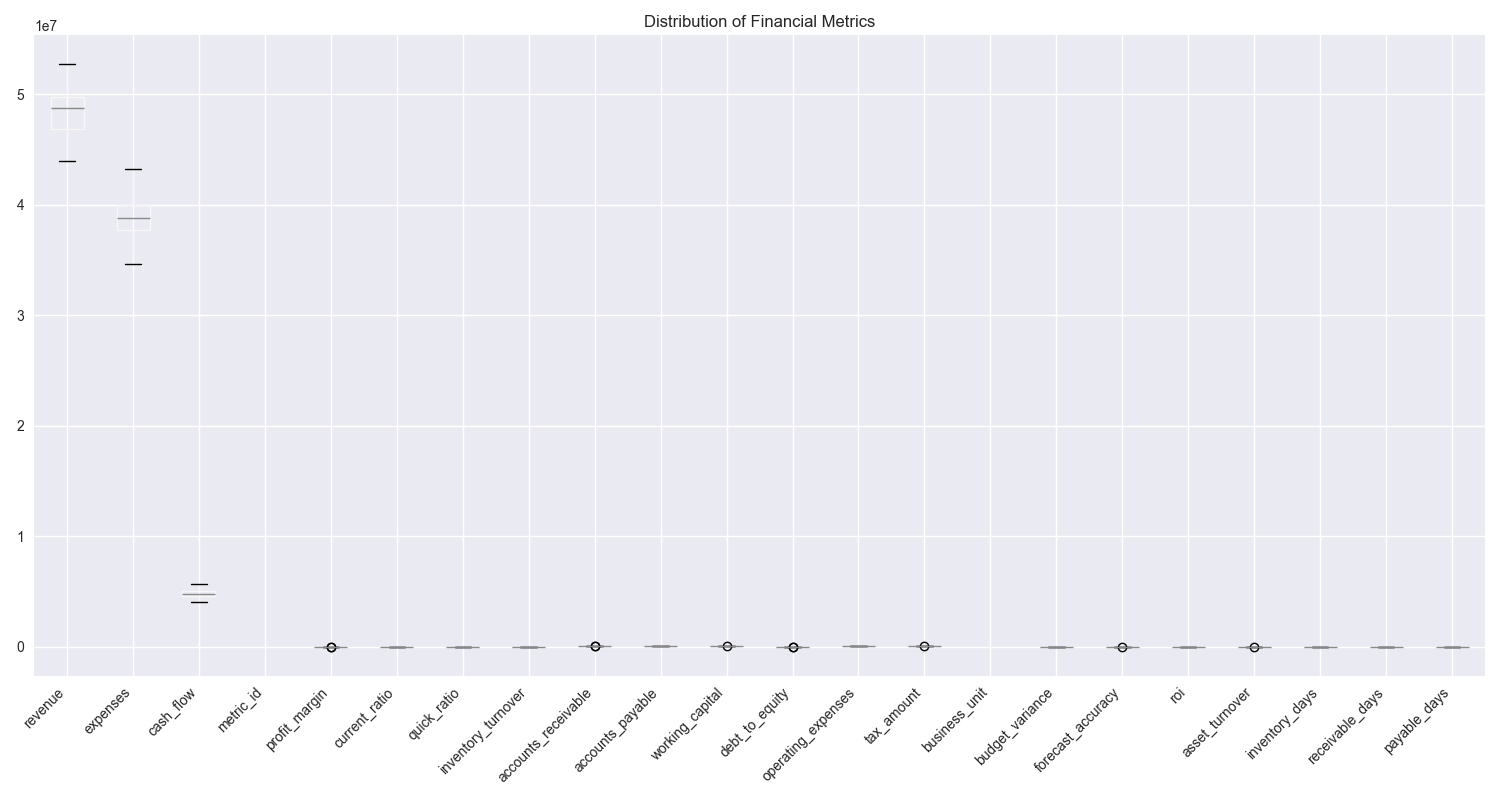 Distribution of Financial Metrics
1e7
5
4
3
2
1
0
revenue
expenses
cash_flow
metric_id
profit_margin
current_ratio
quick_ratio
inventory_turnover
accounts_receivable
accounts_payable
working_capital
debt_to_equity
operating_expenses
tax_amount
business_unit
budget_variance
forecast_accuracy
roi
asset_turnover
inventory_days
receivable_days
payable_days